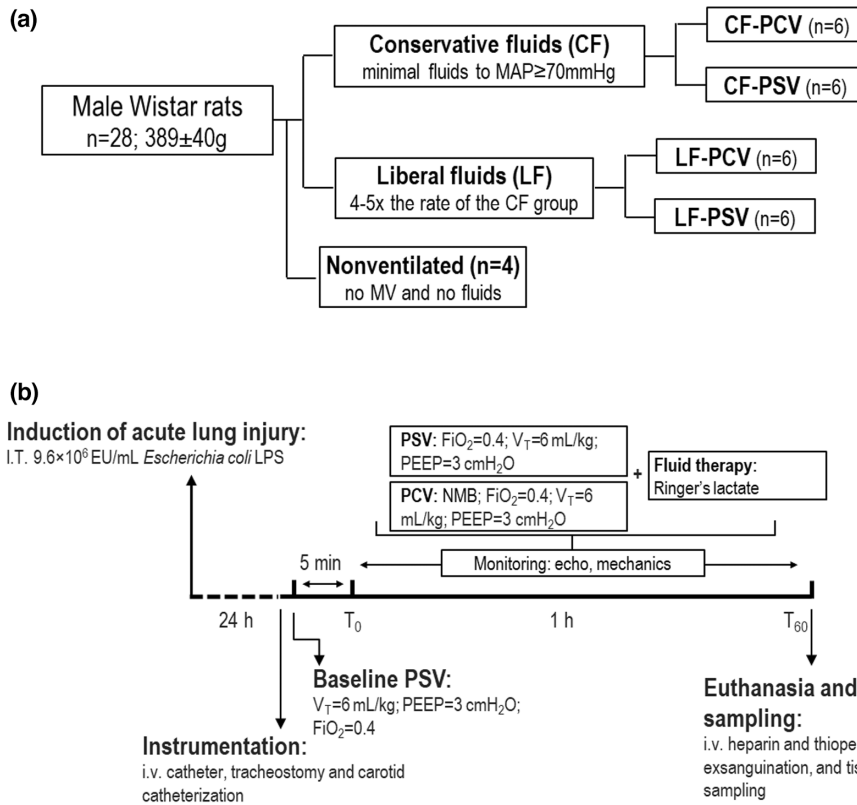 (a)
Male Wistar rats
n=28; 389±40g
Conservative fluids (CF)
minimal fluids to MAP≥70mmHg
CF-PCV (n=6)
CF-PSV (n=6)
Liberal fluids (LF)
4-5x the rate of the CF group
LF-PCV (n=6)
LF-PSV (n=6)
Nonventilated (n=4)
no MV and no fluids
(b)
Induction of acute lung injury:
I.T. 9.6×10⁶ EU/mL Escherichia coli LPS
PSV: FiO₂=0.4; V_T=6 mL/kg;
PEEP=3 cmH₂O
PCV: NMB; FiO₂=0.4; V_T=6
mL/kg; PEEP=3 cmH₂O
+
Fluid therapy:
Ringer's lactate
Monitoring: echo, mechanics
5 min
24 h
T₀
1 h
T₆₀
Baseline PSV:
V_T=6 mL/kg; PEEP=3 cmH₂O;
FiO₂=0.4
Instrumentation:
i.v. catheter, tracheostomy and carotid
catheterization
Euthanasia and
sampling:
i.v. heparin and
exsanguination, and
sampling